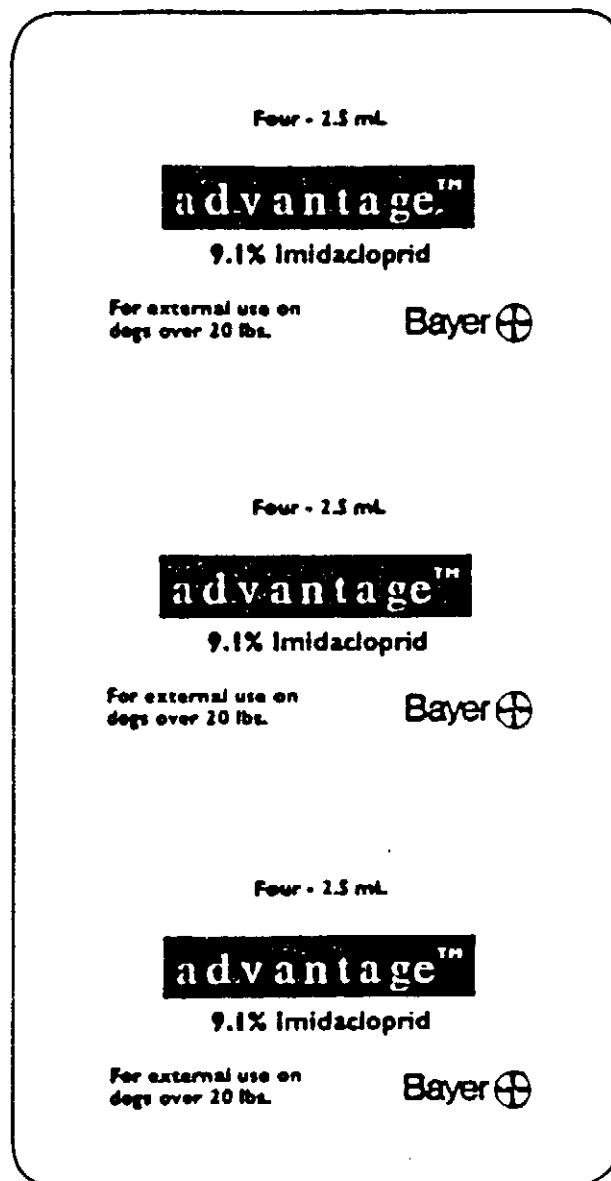 Four - 2.5 mL
advantage™
9.1% Imidacloprid
For external use on
dogs over 20 lbs.
Bayer
Four - 2.5 mL
advantage™
9.1% Imidacloprid
For external use on
dogs over 20 lbs.
Bayer
Four - 2.5 mL
advantage™
9.1% Imidacloprid
For external use on
dogs over 20 lbs.
Bayer